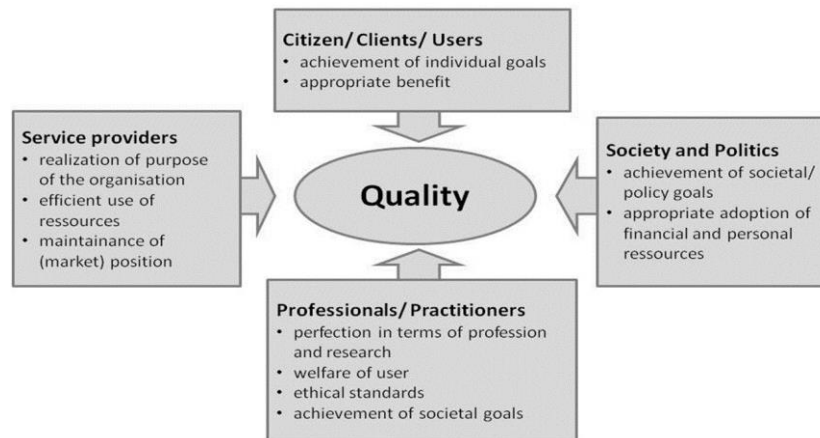 Citizen/ Clients/ Users
• achievement of individual goals
• appropriate benefit
Service providers
• realization of purpose
of the organisation
• efficient use of
ressources
• maintainance of
(market) position
Quality
Society and Politics
• achievement of societal/
policy goals
• appropriate adoption of
financial and personal
ressources
Professionals/ Practitioners
• perfection in terms of profession
and research
• welfare of user
• ethical standards
• achievement of societal goals